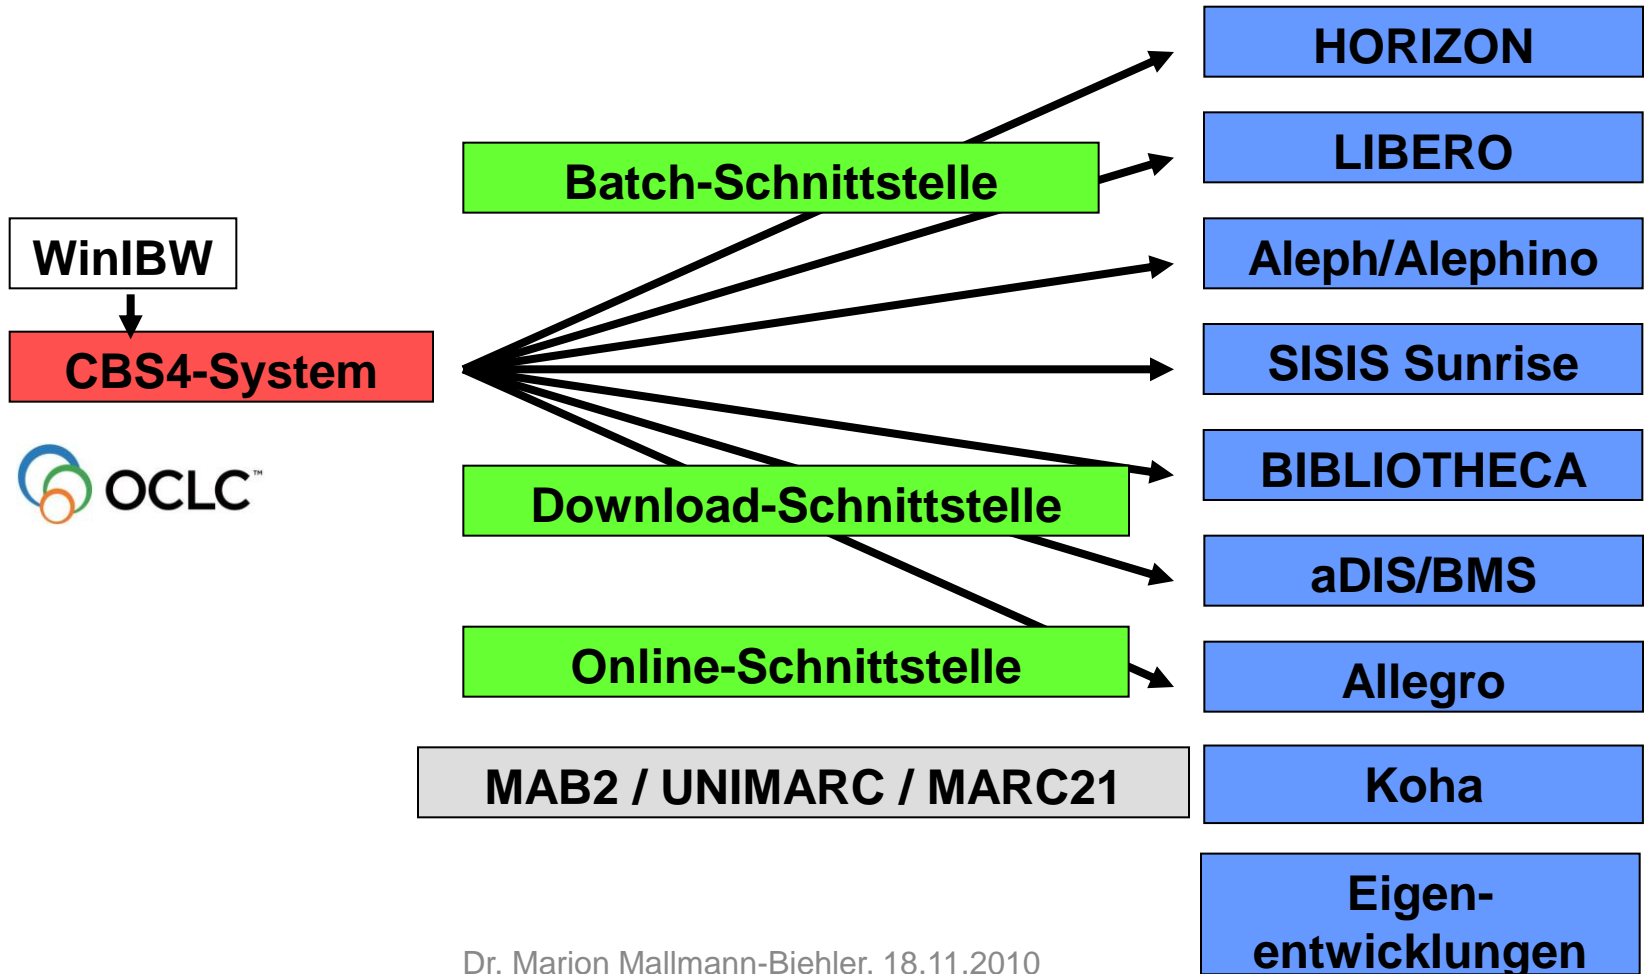 HORIZON
LIBERO
Batch-Schnittstelle
WinIBW
Aleph/Alephino
CBS4-System
SISIS Sunrise
OCLC™
BIBLIOTHECA
Download-Schnittstelle
aDIS/BMS
Online-Schnittstelle
Allegro
MAB2 / UNIMARC / MARC21
Koha
Eigen-
entwicklungen
Dr. Marion Mallmann-Biehler, 18.11.2010